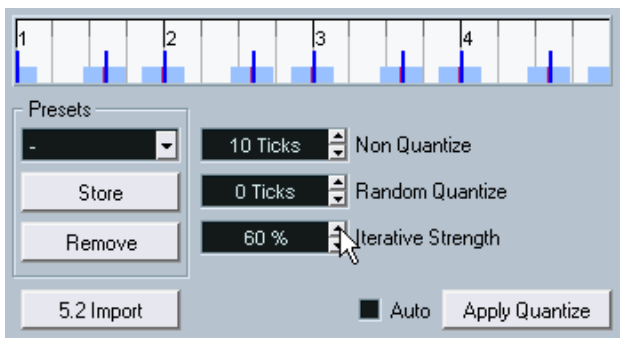 1 2 3 4
Presets
-
10 Ticks Non Quantize
Store
0 Ticks Random Quantize
Remove
60 % Iterative Strength
5.2 Import
Auto
Apply Quantize